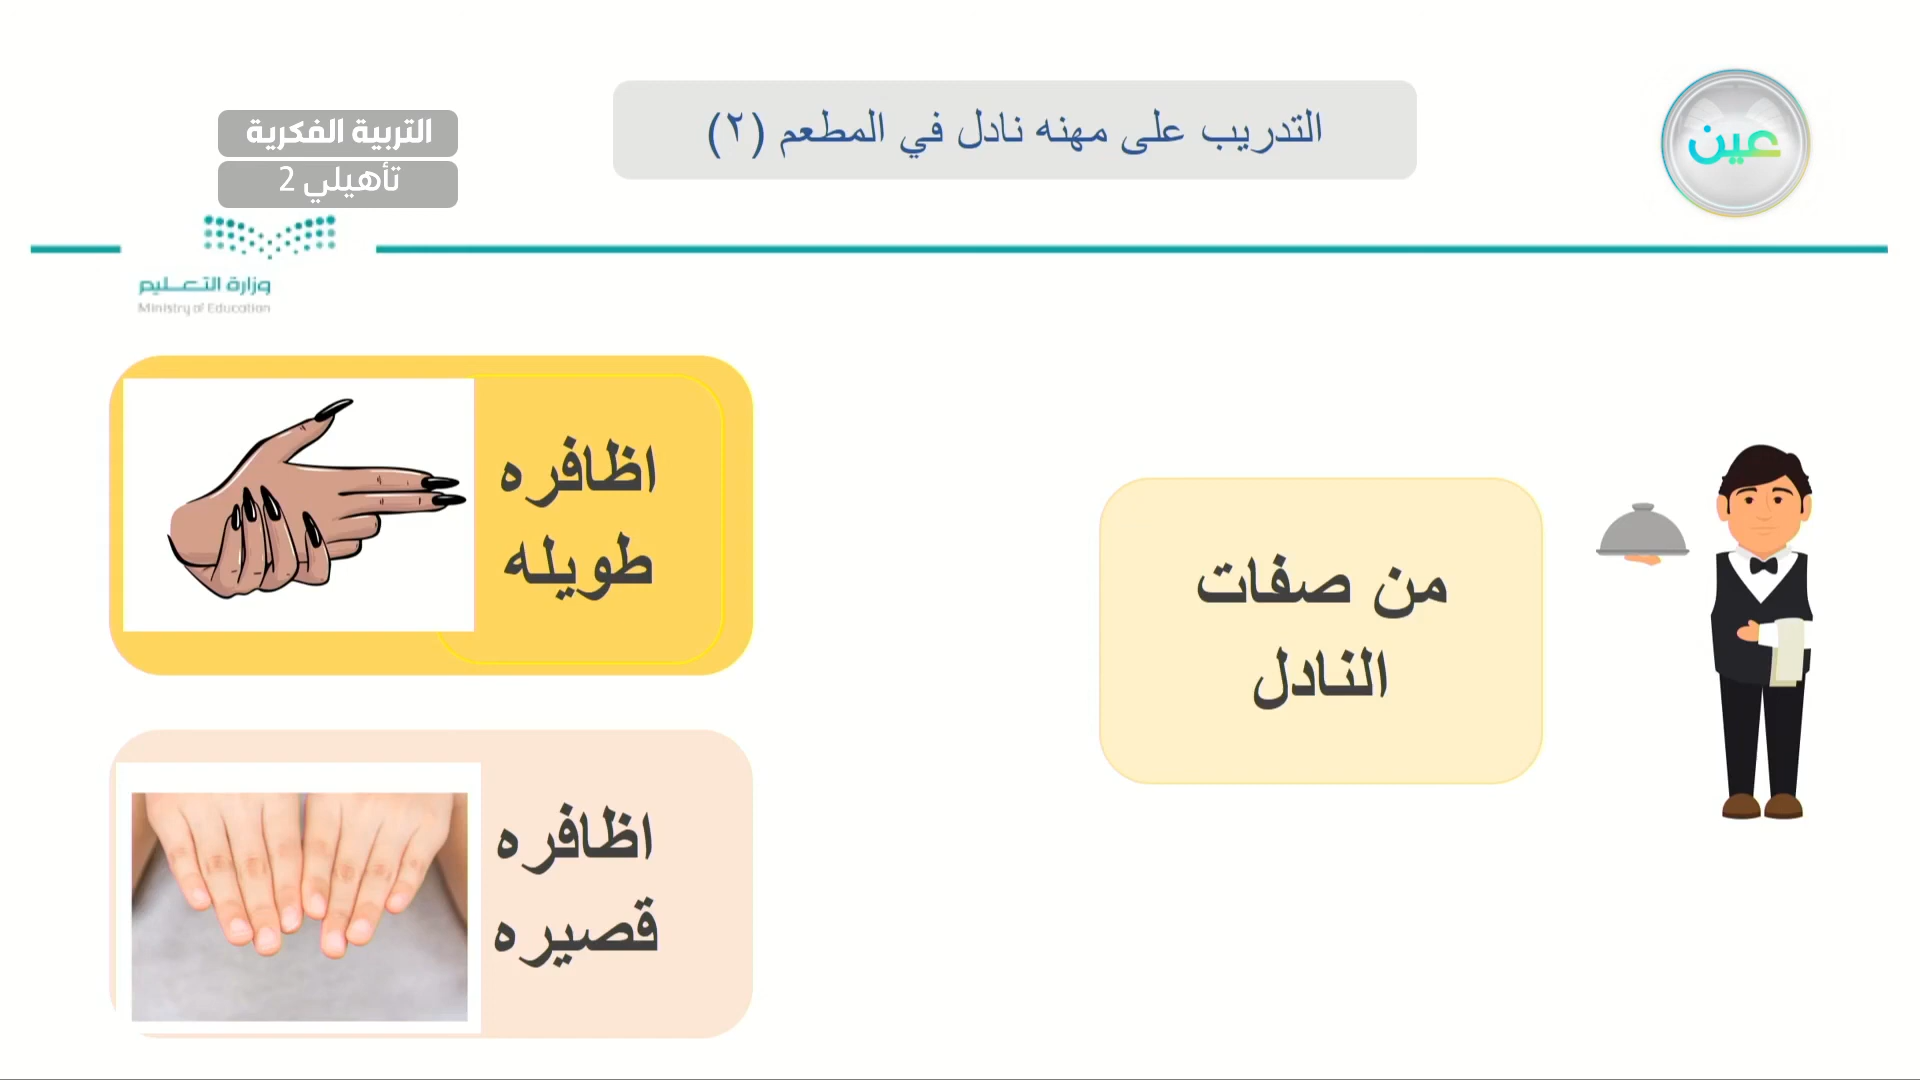 عين
التدريب على مهنه نادل في المطعم (٢)
التربية الفكرية
تأهيلي 2
وزارة التعليم
Ministry of Education
من صفات
النادل
اظافره
طويله
اظافره
قصيره